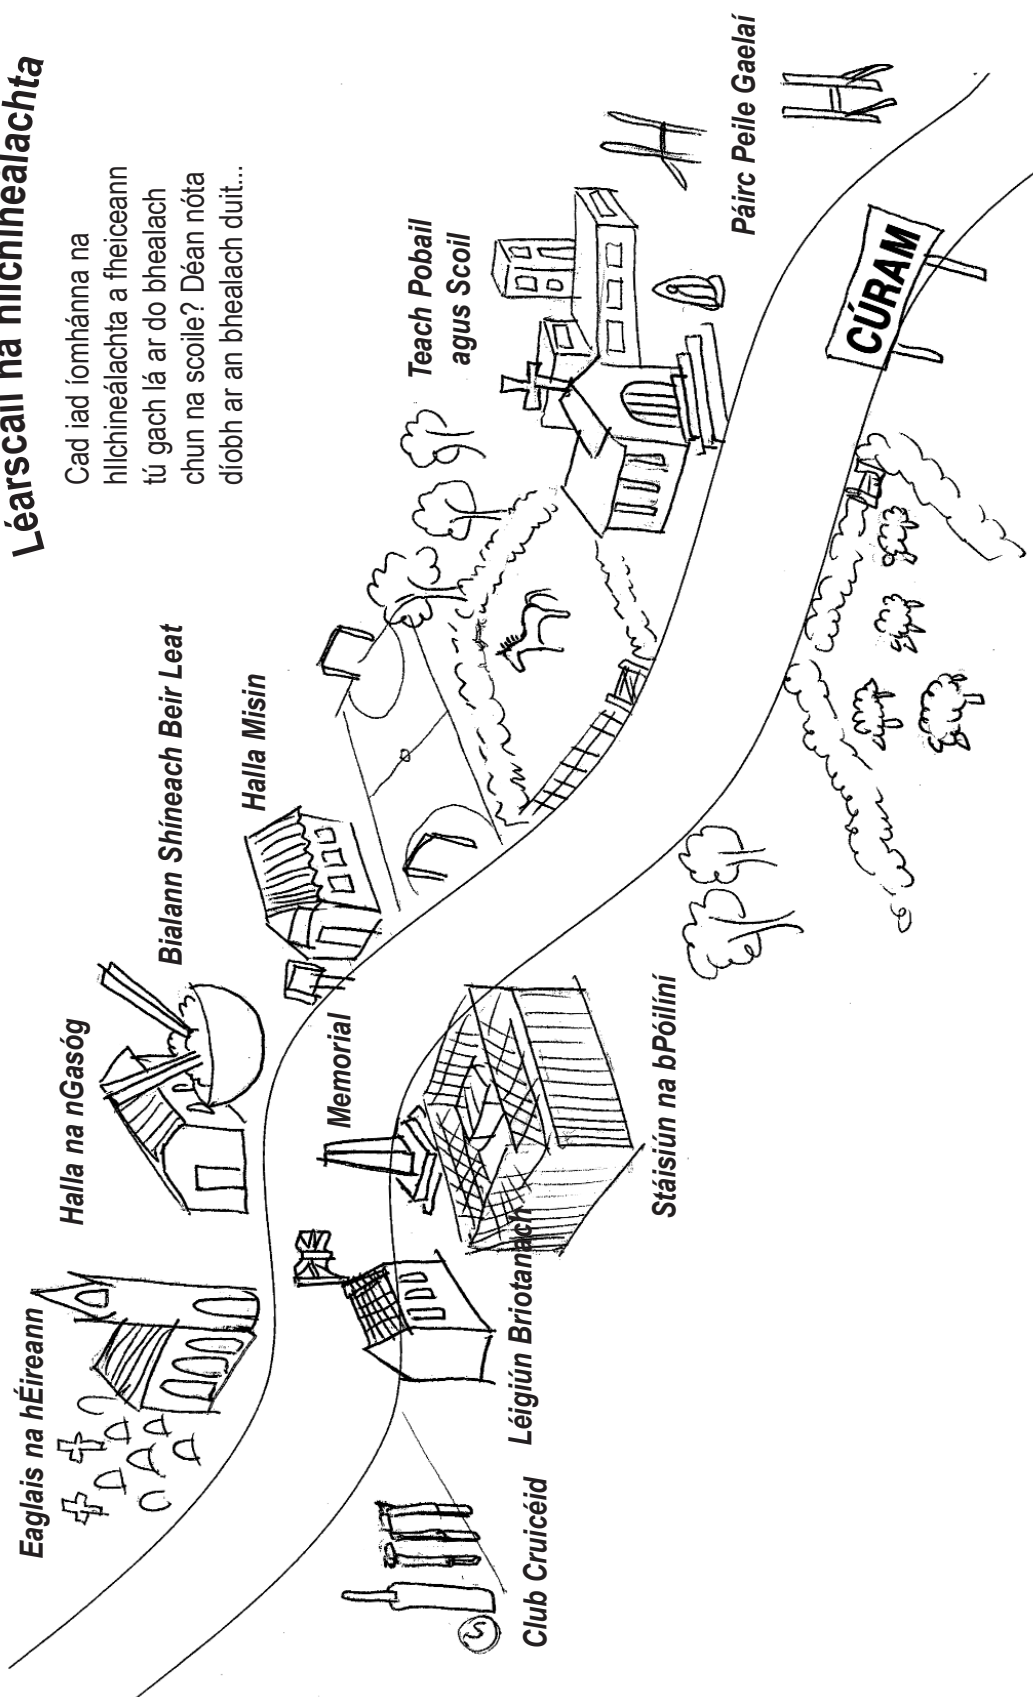 Léarscáil na hIlchineálachta
Cad iad íomhánna na
hIlchineálachta a fheiceann
tú gach lá ar do bhealach
chun na scoile? Déan nóta
díobh ar an bhealach duit...
Eaglais na hÉireann
Halla na nGasóg
Bialann Shíneach Beir Leat
Halla Misin
Teach Pobail
agus Scoil
Páirc Peile Gaelaí
Memorial
Club Cruicéid
Léigiún Briotanach
Stáisiún na bPóilíní
CÚRAM